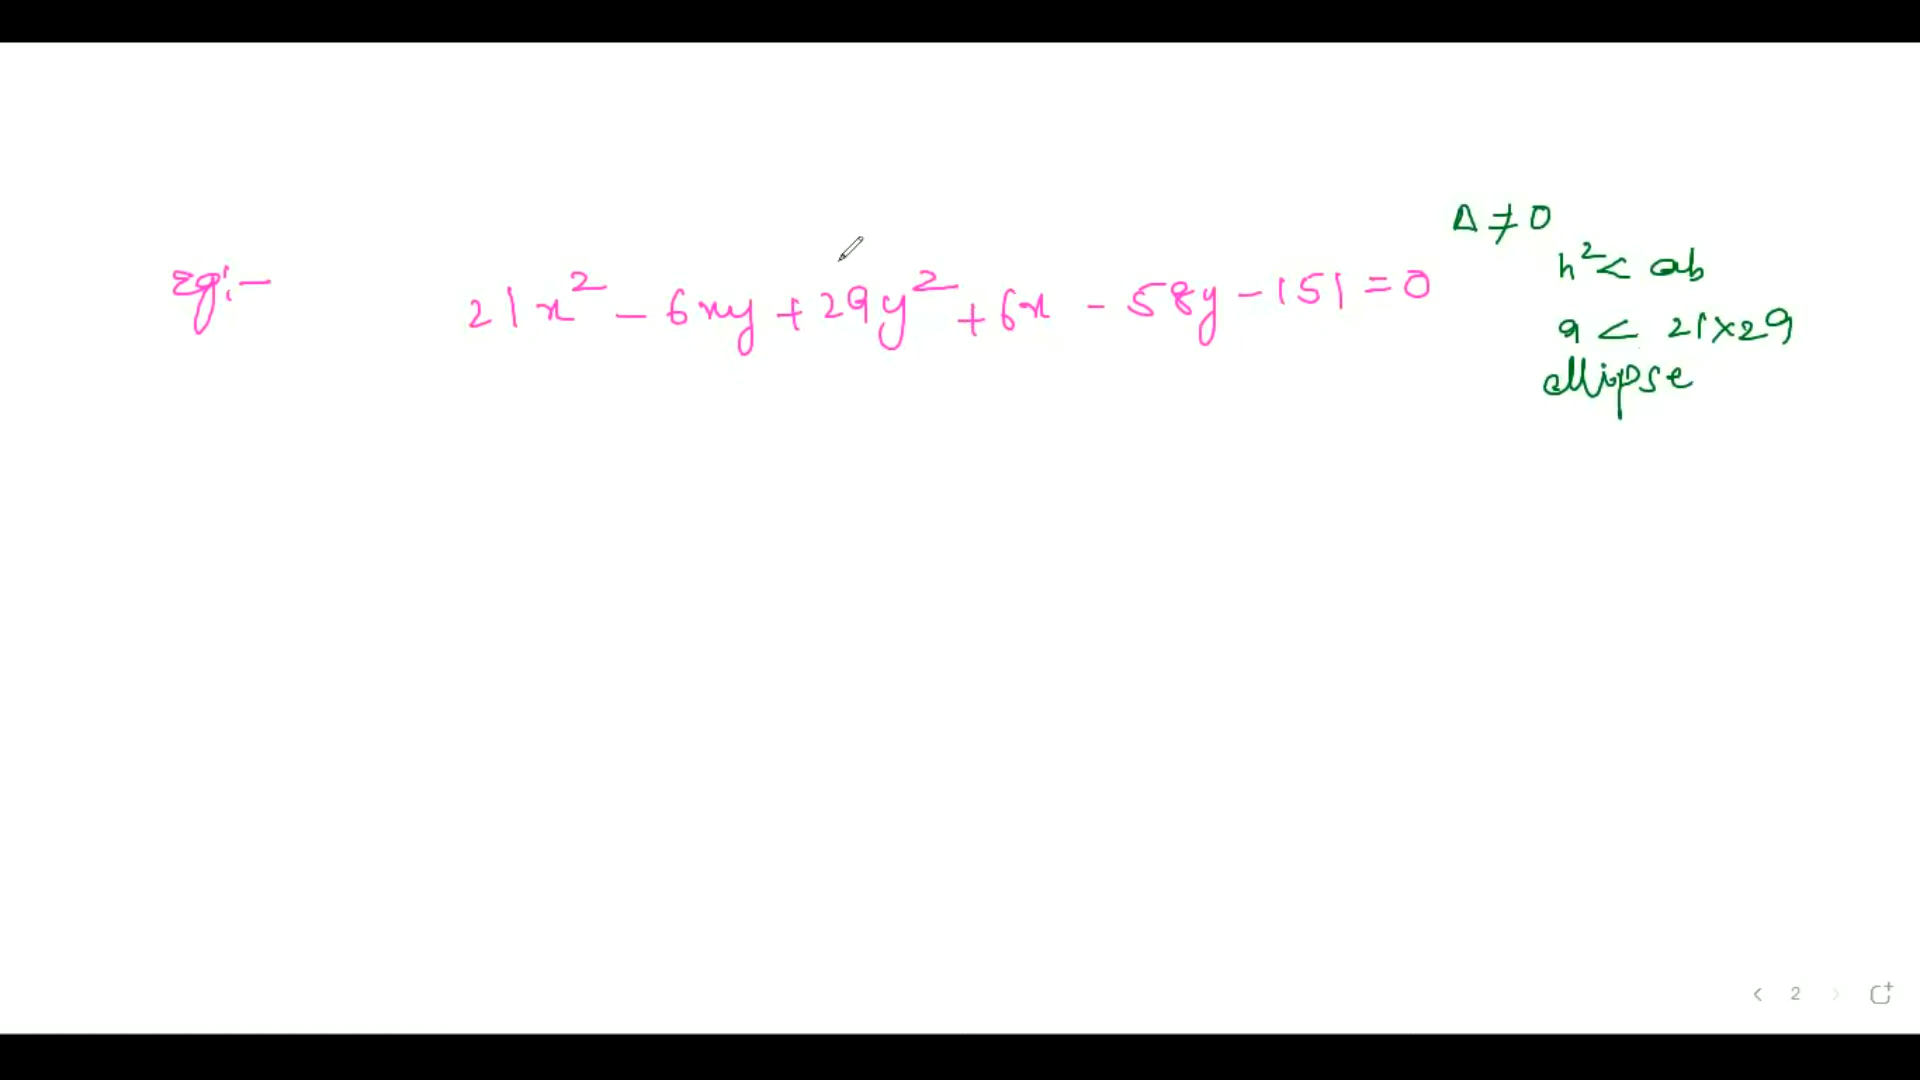 Δ ≠ 0
Eg:- 21x² - 6xy + 29y² + 6x - 58y - 151 = 0
h² < ab
9 < 21×29
ellipse
2